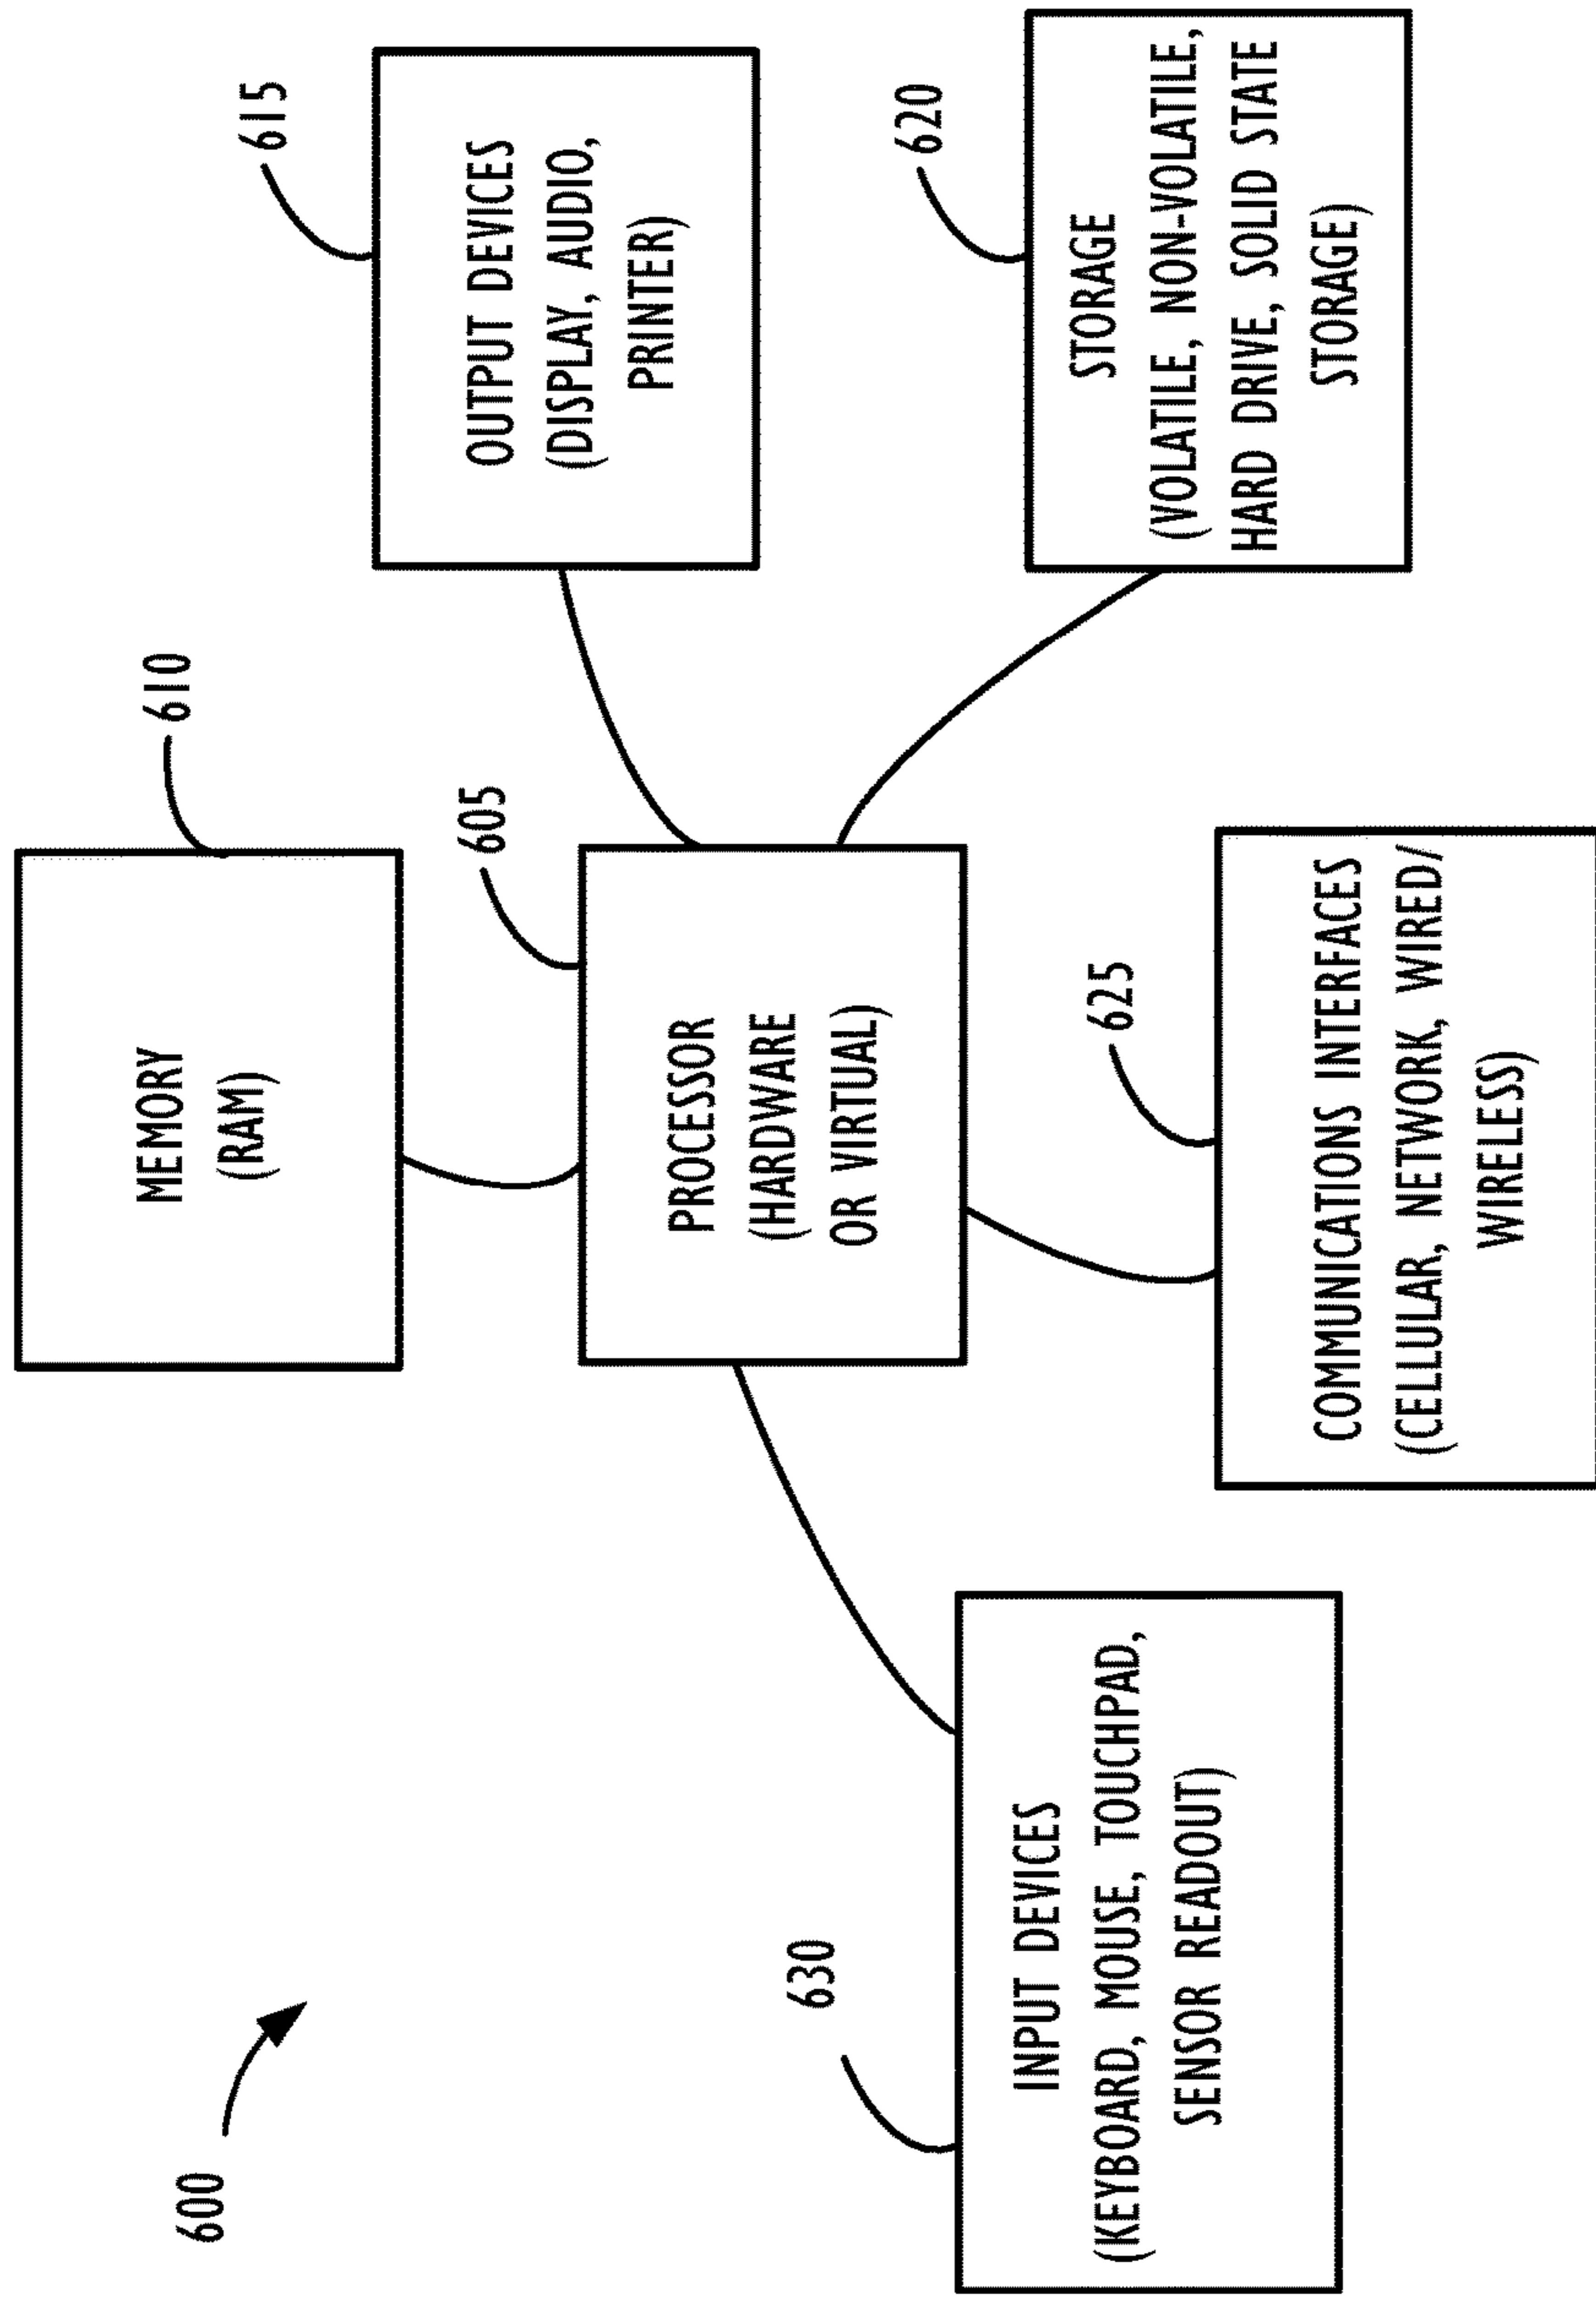 600
610
MEMORY
(RAM)
615
OUTPUT DEVICES
(DISPLAY, AUDIO,
PRINTER)
605
PROCESSOR
(HARDWARE
OR VIRTUAL)
630
INPUT DEVICES
(KEYBOARD, MOUSE, TOUCHPAD,
SENSOR READOUT)
625
COMMUNICATIONS INTERFACES
(CELLULAR, NETWORK, WIRED/
WIRELESS)
620
STORAGE
(VOLATILE, NON-VOLATILE,
HARD DRIVE, SOLID STATE
STORAGE)